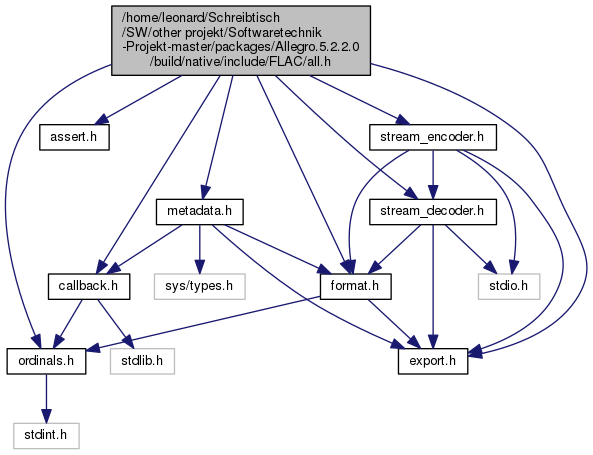 /home/leonard/Schreibtisch
/SW/other projekt/Softwaretechnik
-Projekt-master/packages/Allegro.5.2.2.0
/build/native/include/FLAC/all.h
assert.h
stream_encoder.h
metadata.h
stream_decoder.h
callback.h
sys/types.h
format.h
stdio.h
ordinals.h
stdlib.h
export.h
stdint.h